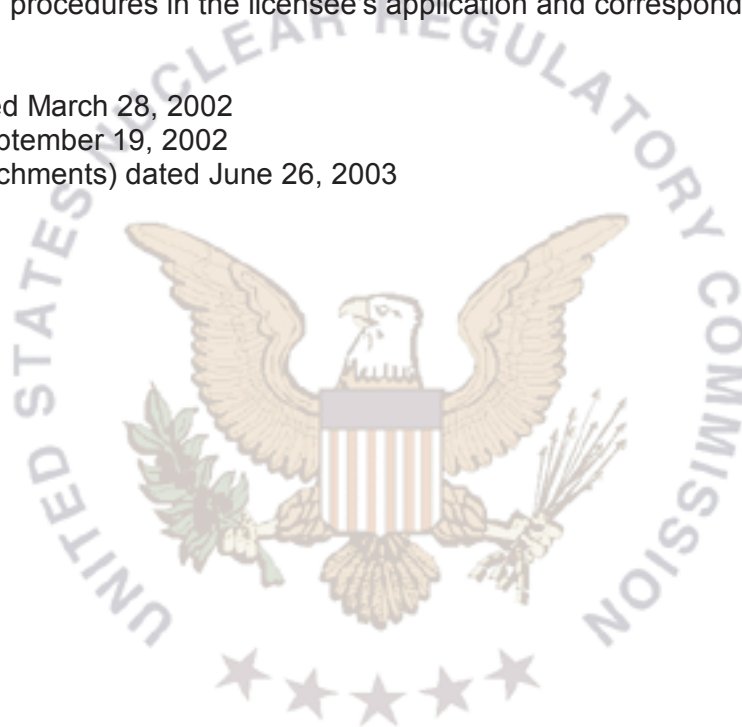 procedures in the licensee's application and correspond
ed March 28, 2002
ptember 19, 2002
chments) dated June 26, 2003
UNITED STATES NUCLEAR REGULATORY COMMISSION